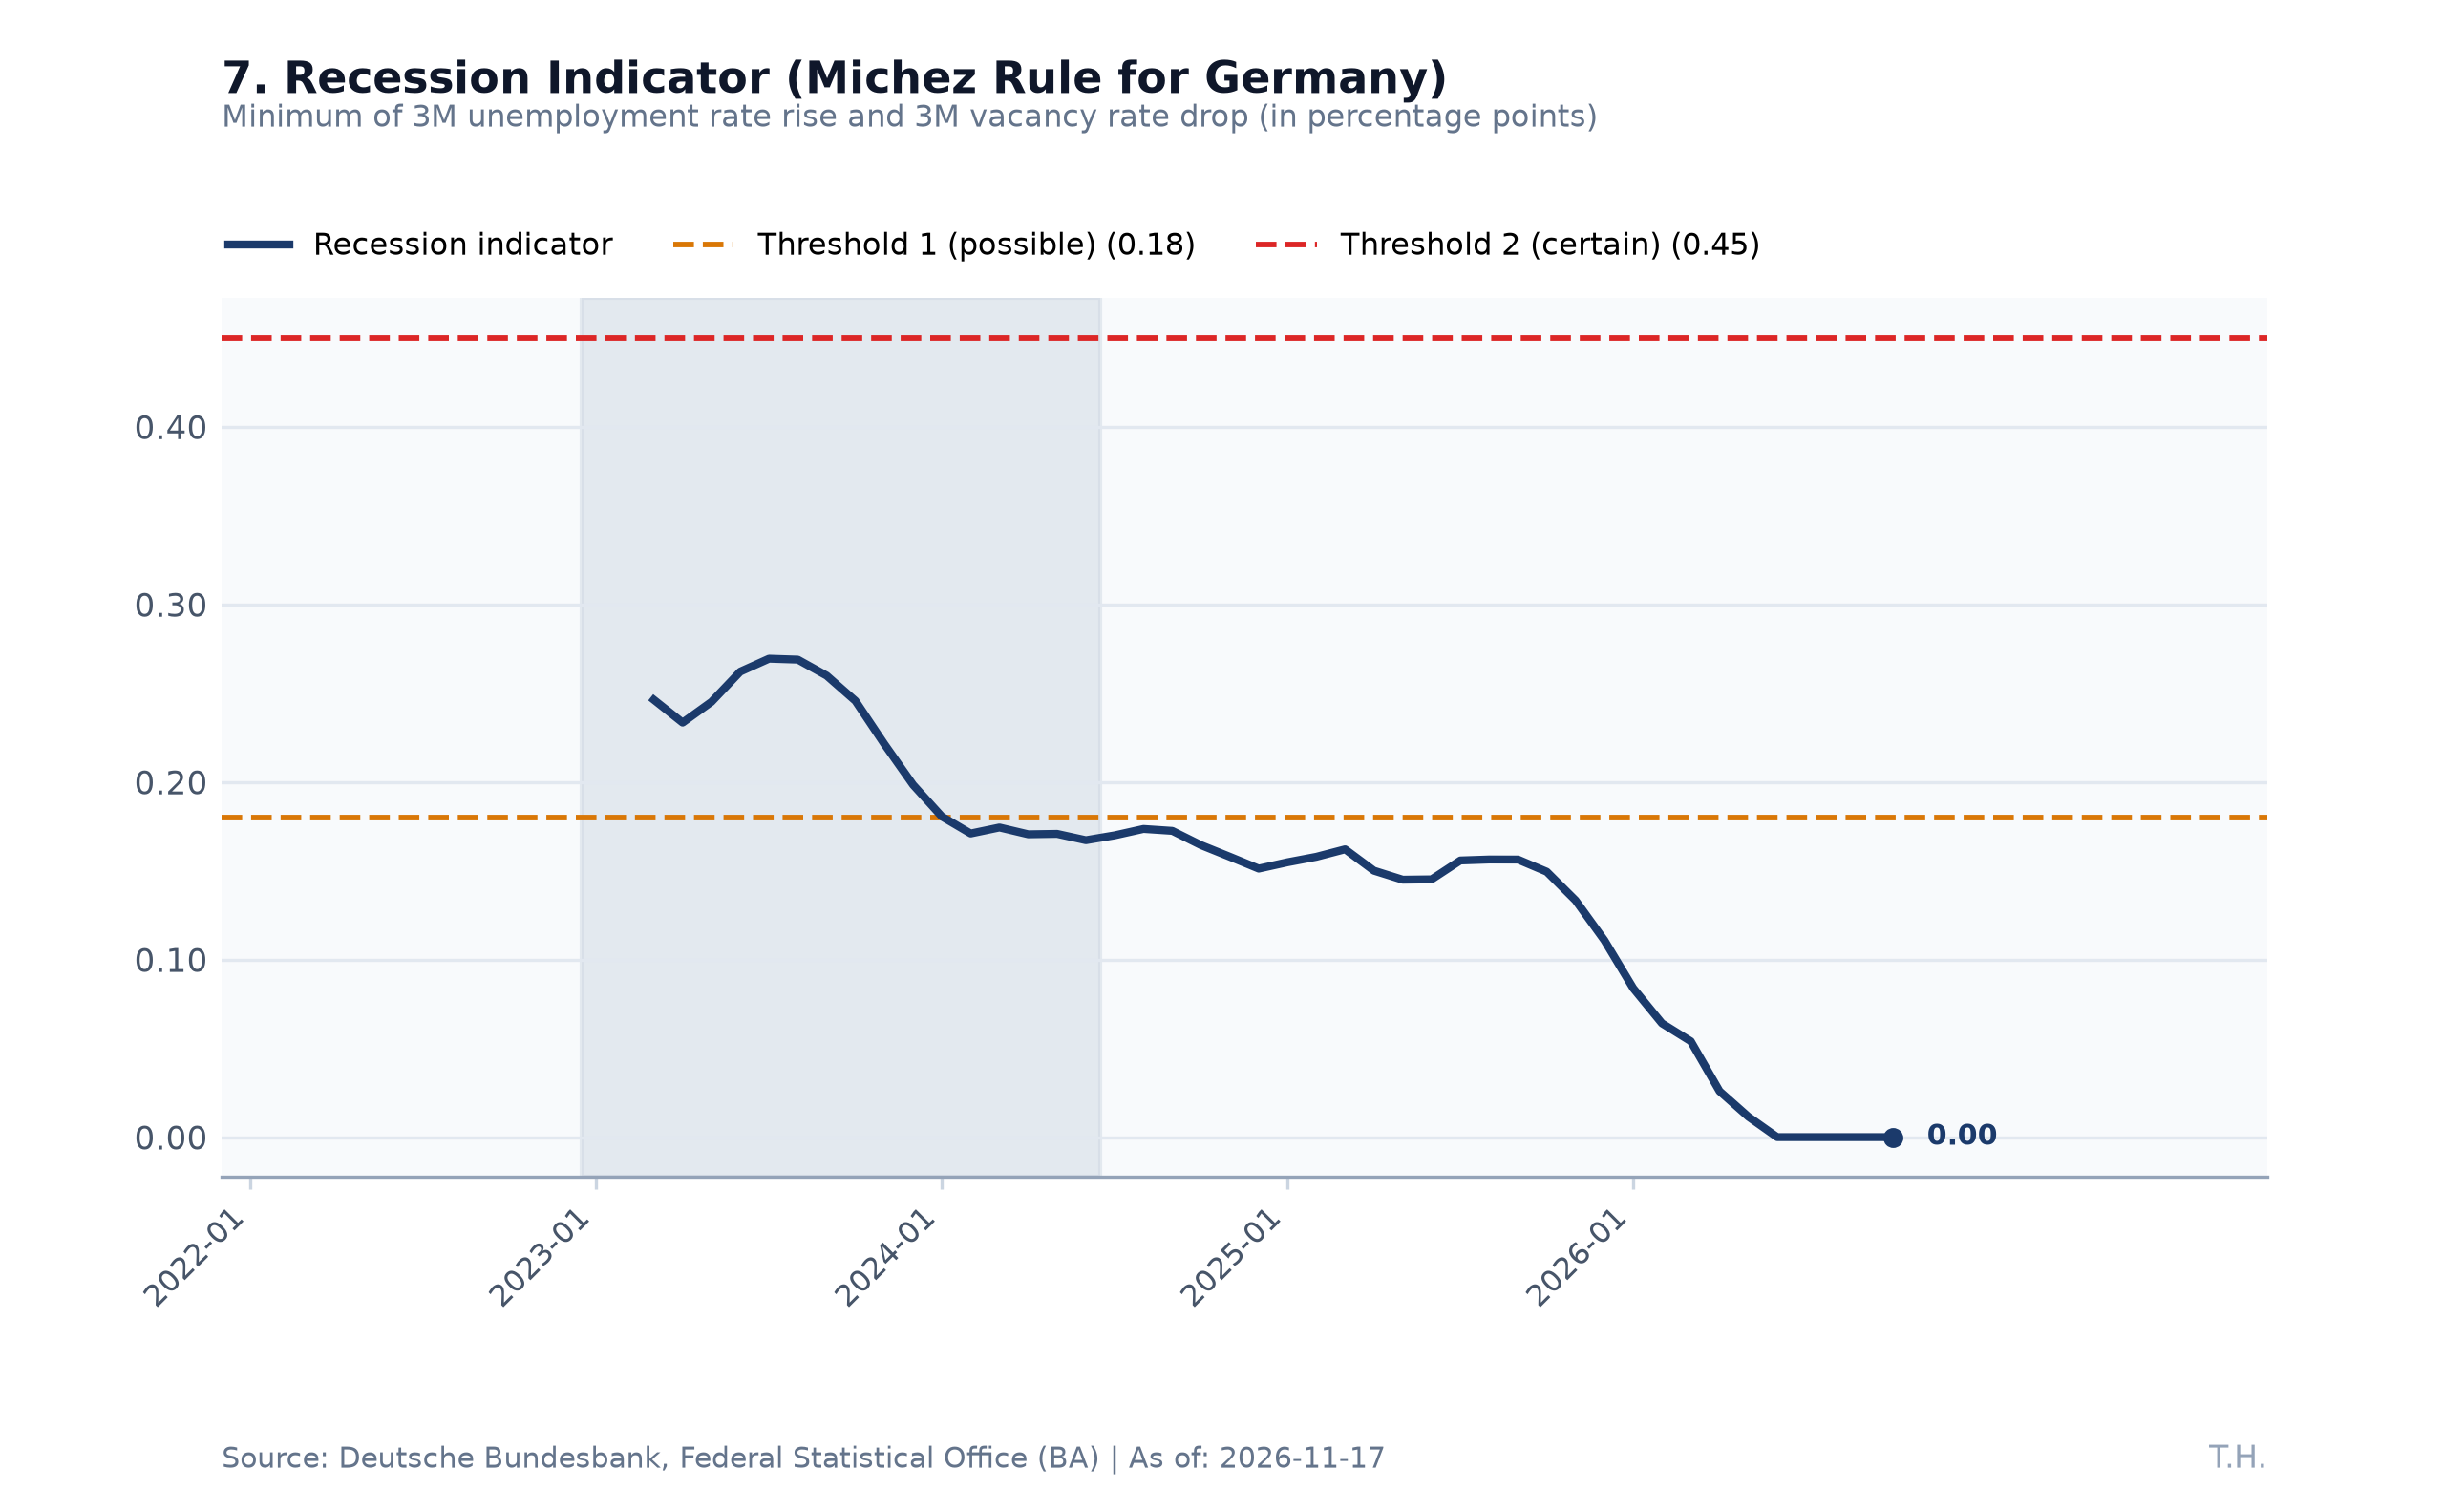 7. Recession Indicator (Michez Rule for Germany)
Minimum of 3M unemployment rate rise and 3M vacancy rate drop (in percentage points)
Recession indicator
Threshold 1 (possible) (0.18)
Threshold 2 (certain) (0.45)
0.40
0.30
0.20
0.10
0.00
0.00
2022-01
2023-01
2024-01
2025-01
2026-01
Source: Deutsche Bundesbank, Federal Statistical Office (BA) | As of: 2026-11-17
T.H.